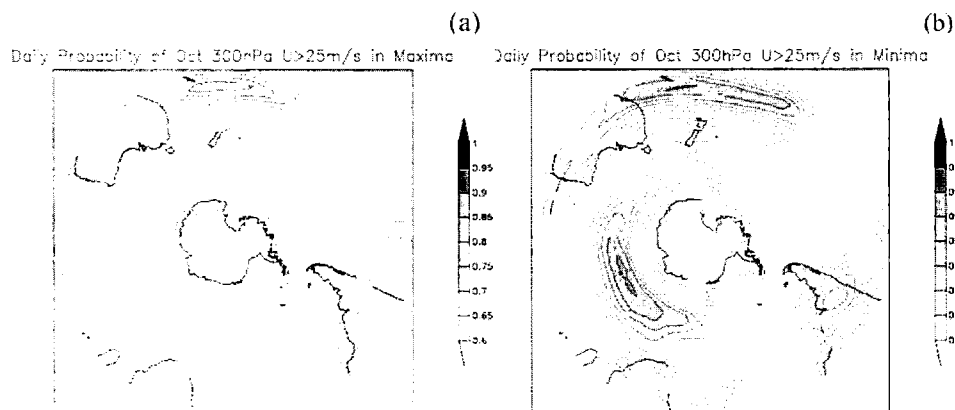 (a)
Daily Probability of Oct 300hPa U>25m/s in Maxima
1
0.95
0.9
0.85
0.8
0.75
0.7
0.65
0.6
(b)
Daily Probability of Oct 300hPa U>25m/s in Minima